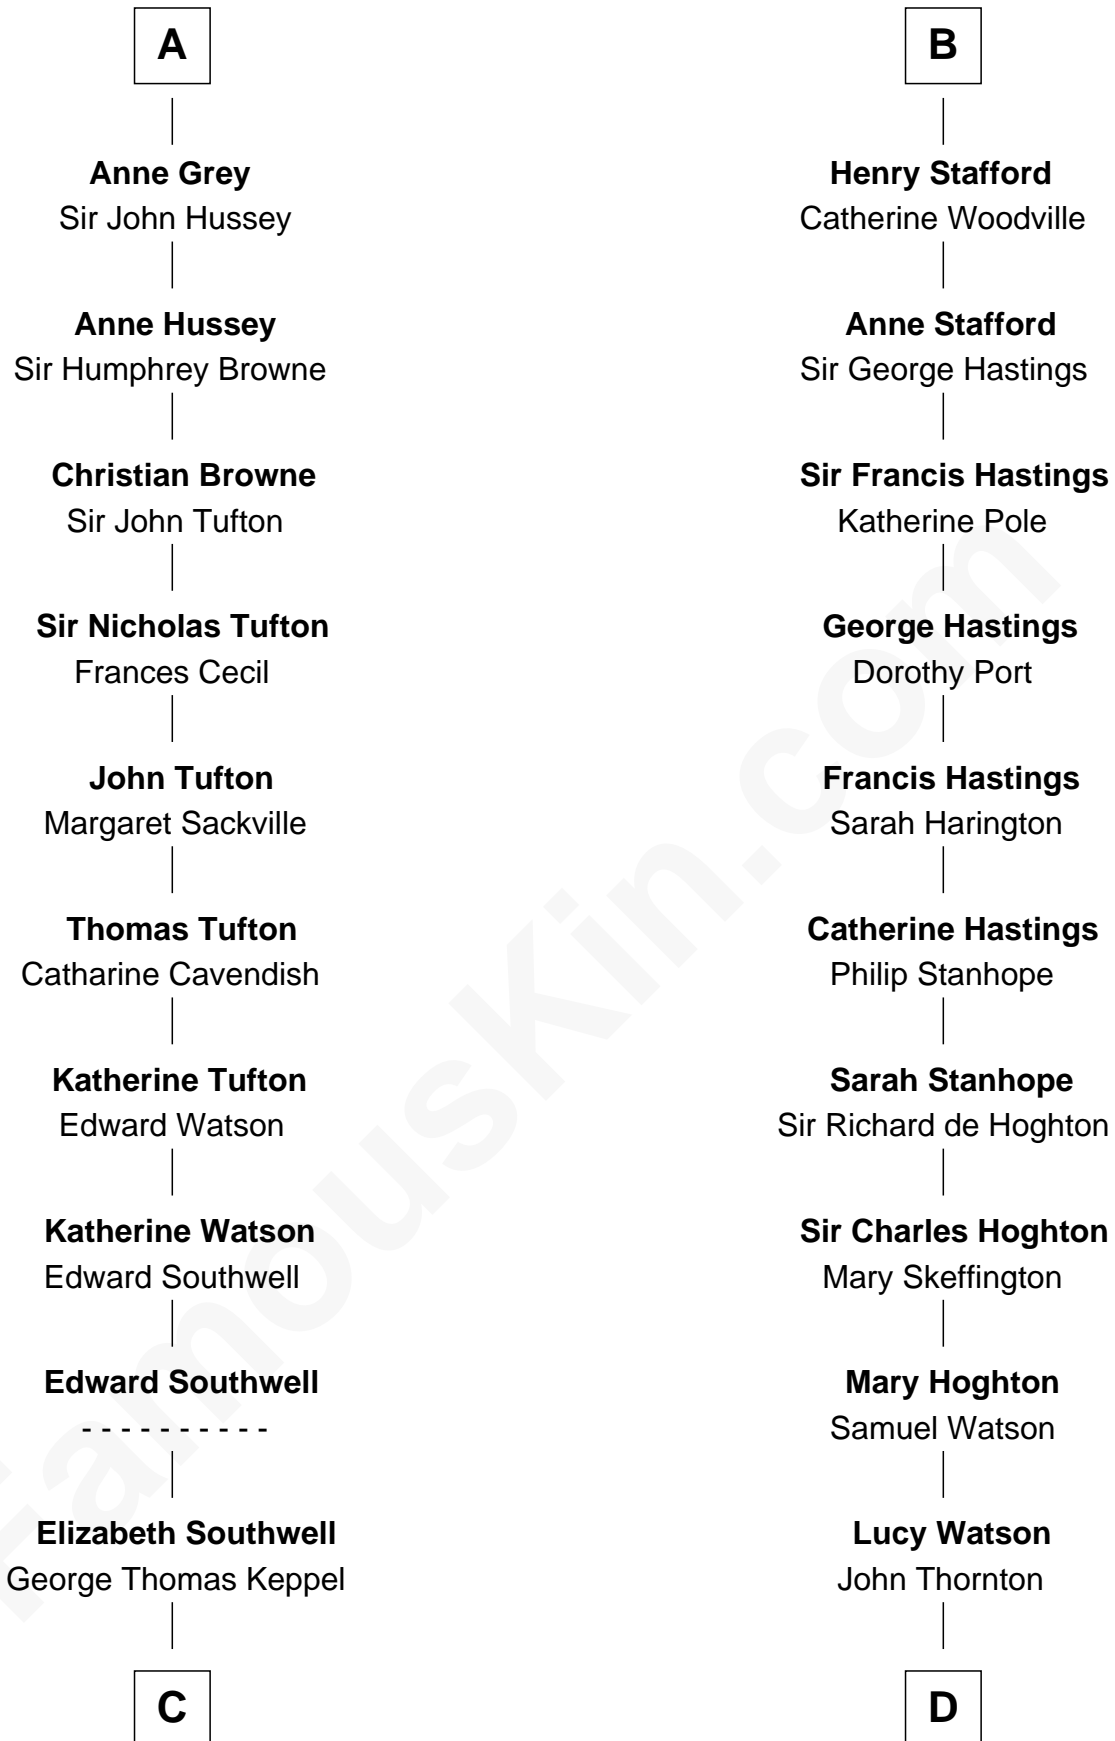 A
Anne Grey
Sir John Hussey
Anne Hussey
Sir Humphrey Browne
Christian Browne
Sir John Tufton
Sir Nicholas Tufton
Frances Cecil
John Tufton
Margaret Sackville
Thomas Tufton
Catharine Cavendish
Katherine Tufton
Edward Watson
Katherine Watson
Edward Southwell
Edward Southwell
- - - - - - - - - -
Elizabeth Southwell
George Thomas Keppel
C
B
Henry Stafford
Catherine Woodville
Anne Stafford
Sir George Hastings
Sir Francis Hastings
Katherine Pole
George Hastings
Dorothy Port
Francis Hastings
Sarah Harington
Catherine Hastings
Philip Stanhope
Sarah Stanhope
Sir Richard de Hoghton
Sir Charles Hoghton
Mary Skeffington
Mary Hoghton
Samuel Watson
Lucy Watson
John Thornton
D
FamousKin.com